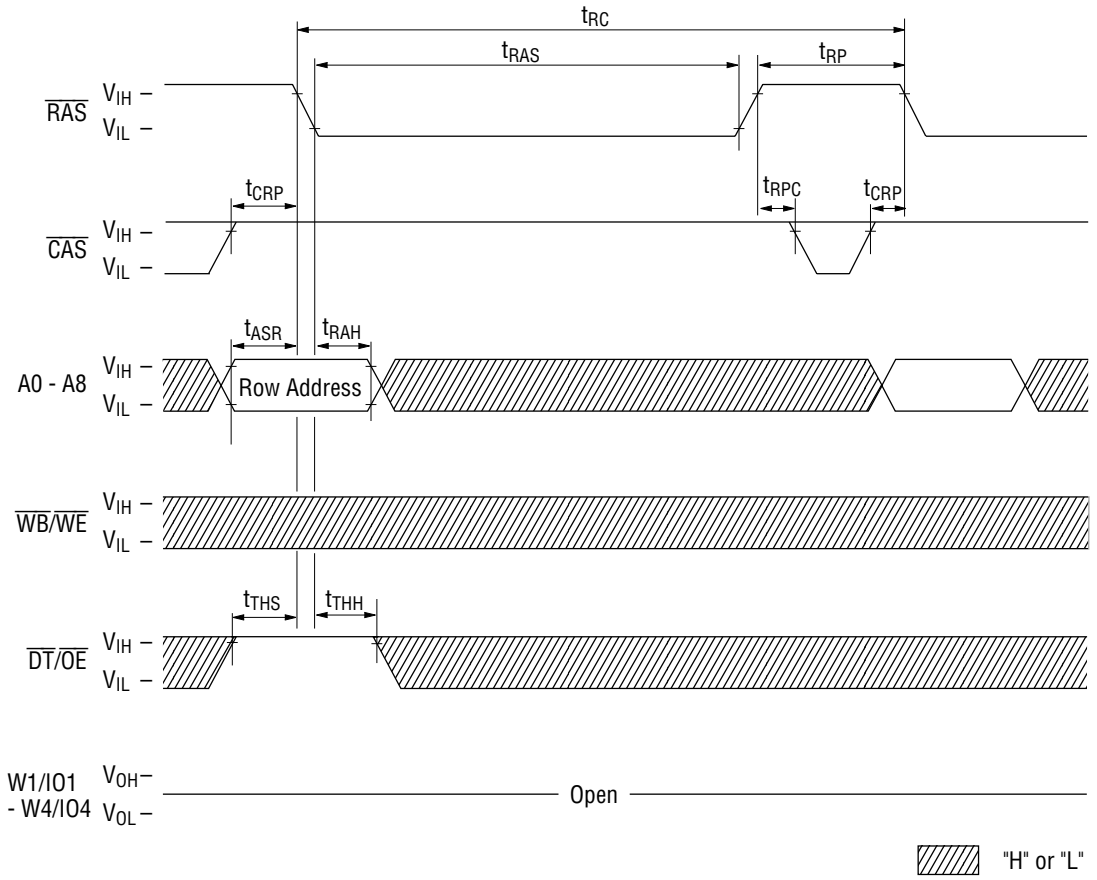 tRC
tRAS
tRP
RAS
VIH –
VIL –
tCRP
tRPC
tCRP
CAS
VIH –
VIL –
tASR
tRAH
A0 - A8
VIH –
VIL –
Row Address
WB/WE
VIH –
VIL –
tTHS
tTHH
DT/OE
VIH –
VIL –
W1/IO1
- W4/IO4
VOH –
VOL –
Open
"H" or "L"